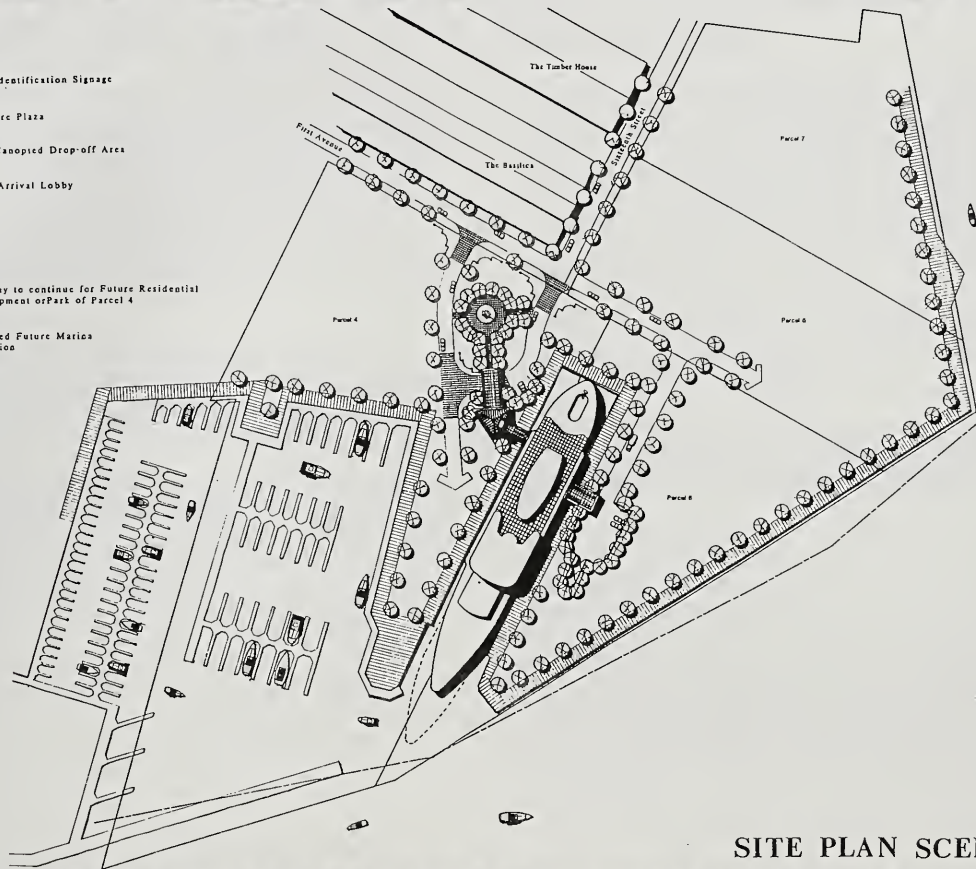 dentification Signage
re Plaza
anopied Drop-off Area
Arrival Lobby
y to continue for Future Residential
pment orPark of Parcel 4
ed Future Marina
ion
The Timber House
Sixteenth Street
Parcel 7
First Avenue
The Basilica
Parcel 4
Parcel 6
Parcel 8
SITE PLAN SCE